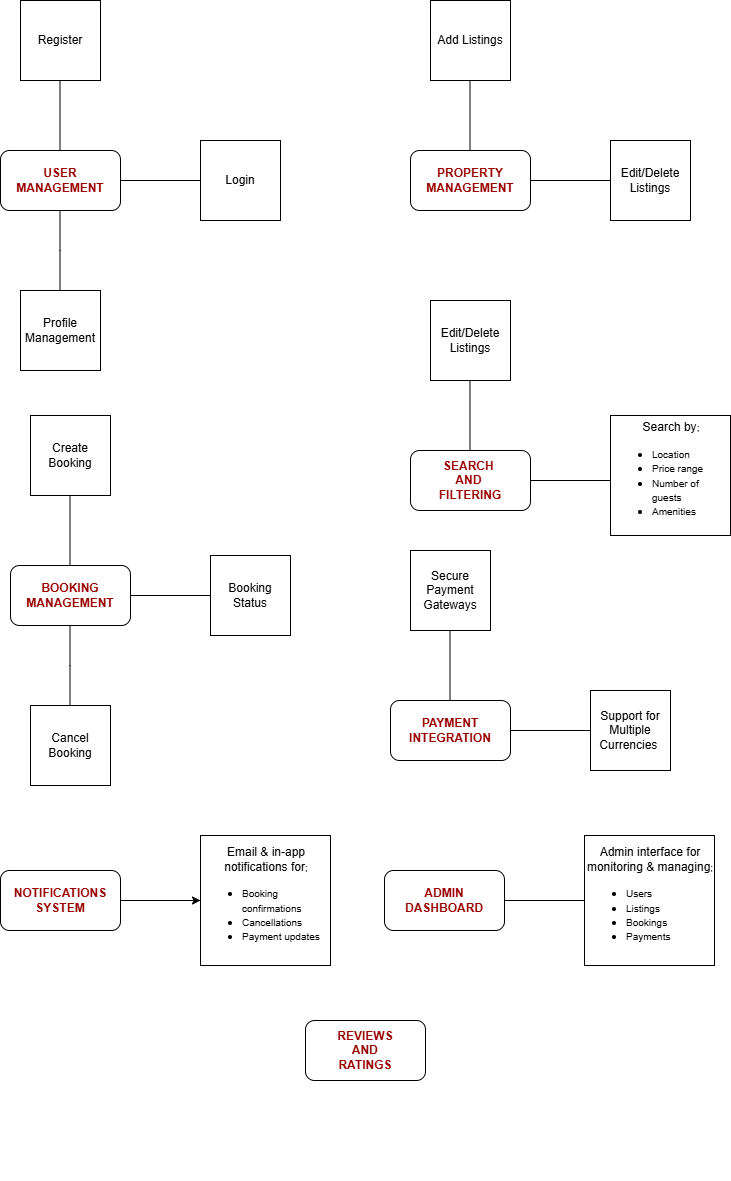 Register
Add Listings
USER
MANAGEMENT
Login
PROPERTY
MANAGEMENT
Edit/Delete
Listings
Profile
Management
Edit/Delete
Listings
Create
Booking
Search by;
Location
Price range
Number of
guests
Amenities
SEARCH
AND
FILTERING
BOOKING
MANAGEMENT
Booking
Status
Secure
Payment
Gateways
Cancel
Booking
PAYMENT
INTEGRATION
Support for
Multiple
Currencies
NOTIFICATIONS
SYSTEM
Email & in-app
notifications for;
Booking
confirmations
Cancellations
Payment updates
ADMIN
DASHBOARD
Admin interface for
monitoring & managing;
Users
Listings
Bookings
Payments
REVIEWS
AND
RATINGS